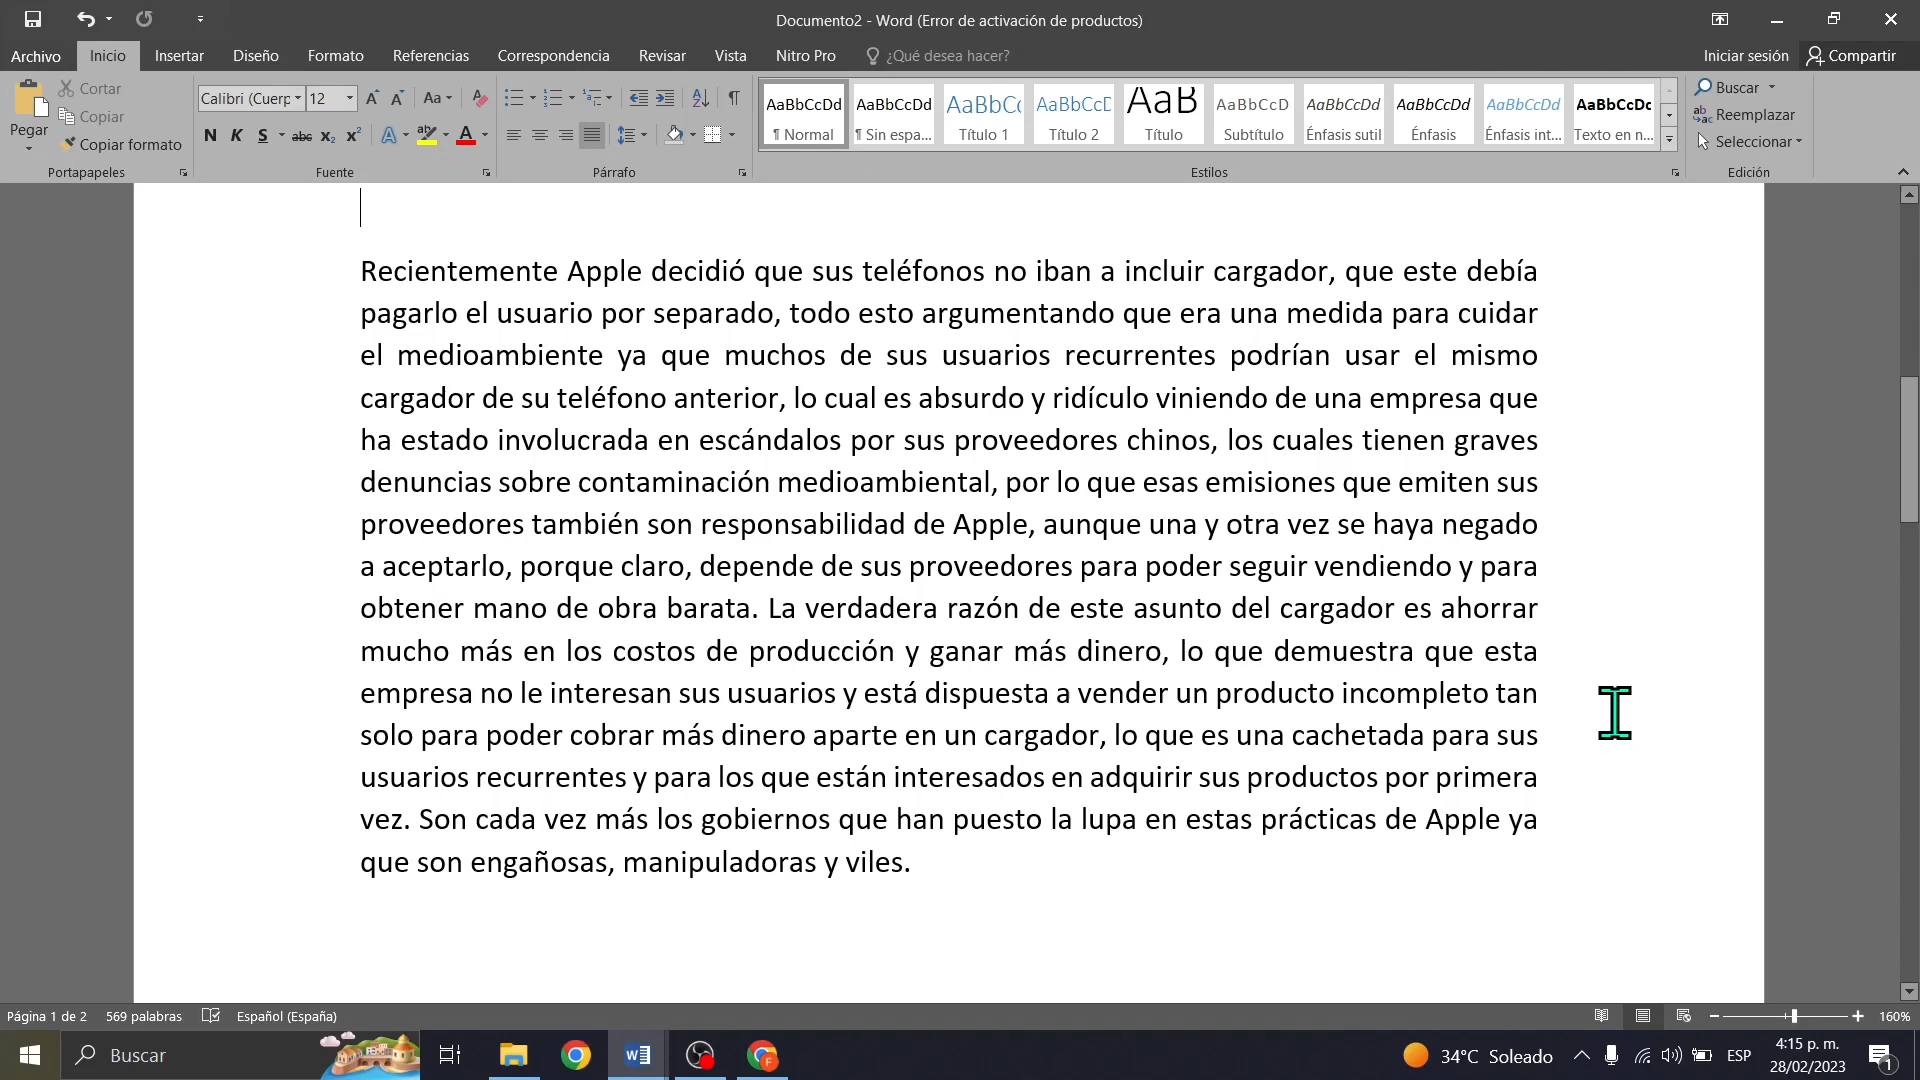 Documento2 - Word (Error de activación de productos)
Archivo Inicio Insertar Diseño Formato Referencias Correspondencia Revisar Vista Nitro Pro ¿Qué desea hacer? Iniciar sesión Compartir
Pegar
Cortar
Copiar
Copiar formato
Portapapeles
Calibri (Cuerp 12
Aa
N K S abc x₂ x² A A
Fuente
Párrafo
AaBbCcDd AaBbCcDd AaBbC AaBbCcD AaB AaBbCcD AaBbCcDd AaBbCcDd AaBbCcDd AaBbCcDc
¶ Normal ¶ Sin espa... Título 1 Título 2 Título Subtítulo Énfasis sutil Énfasis Énfasis int... Texto en n...
Estilos
Buscar
Reemplazar
Seleccionar
Edición
Recientemente Apple decidió que sus teléfonos no iban a incluir cargador, que este debía
pagarlo el usuario por separado, todo esto argumentando que era una medida para cuidar
el medioambiente ya que muchos de sus usuarios recurrentes podrían usar el mismo
cargador de su teléfono anterior, lo cual es absurdo y ridículo viniendo de una empresa que
ha estado involucrada en escándalos por sus proveedores chinos, los cuales tienen graves
denuncias sobre contaminación medioambiental, por lo que esas emisiones que emiten sus
proveedores también son responsabilidad de Apple, aunque una y otra vez se haya negado
a aceptarlo, porque claro, depende de sus proveedores para poder seguir vendiendo y para
obtener mano de obra barata. La verdadera razón de este asunto del cargador es ahorrar
mucho más en los costos de producción y ganar más dinero, lo que demuestra que esta
empresa no le interesan sus usuarios y está dispuesta a vender un producto incompleto tan
solo para poder cobrar más dinero aparte en un cargador, lo que es una cachetada para sus
usuarios recurrentes y para los que están interesados en adquirir sus productos por primera
vez. Son cada vez más los gobiernos que han puesto la lupa en estas prácticas de Apple ya
que son engañosas, manipuladoras y viles.
Página 1 de 2 569 palabras Español (España) 160%
Buscar
34°C Soleado ESP
4:15 p. m.
28/02/2023
1